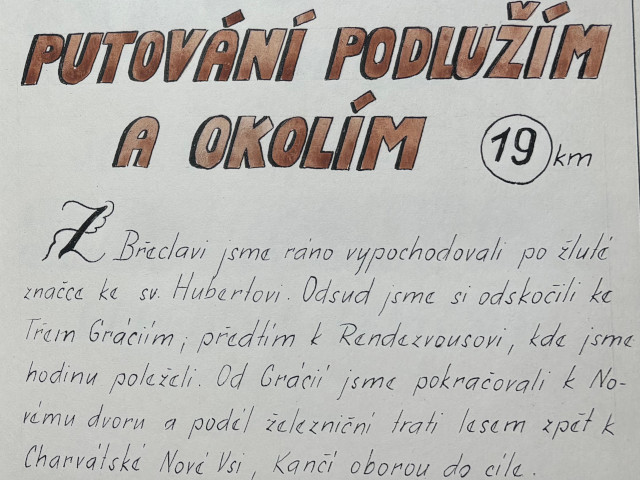 PUTOVÁNÍ PODLUŽÍM
A OKOLÍM 19 km
Z Břeclavi jsme ráno vypochodovali po žluté
značce ke sv. Hubertovi. Odsud jsme si odskočili ke
Třem Gráciím, předtím k Rendezvousovi, kde jsme
hodinu poleželi. Od Grácií jsme pokračovali k No-
vému dvoru a podél železniční trati lesem zpět k
Charvátské Nové Vsi, Kančí oborou do cíle.